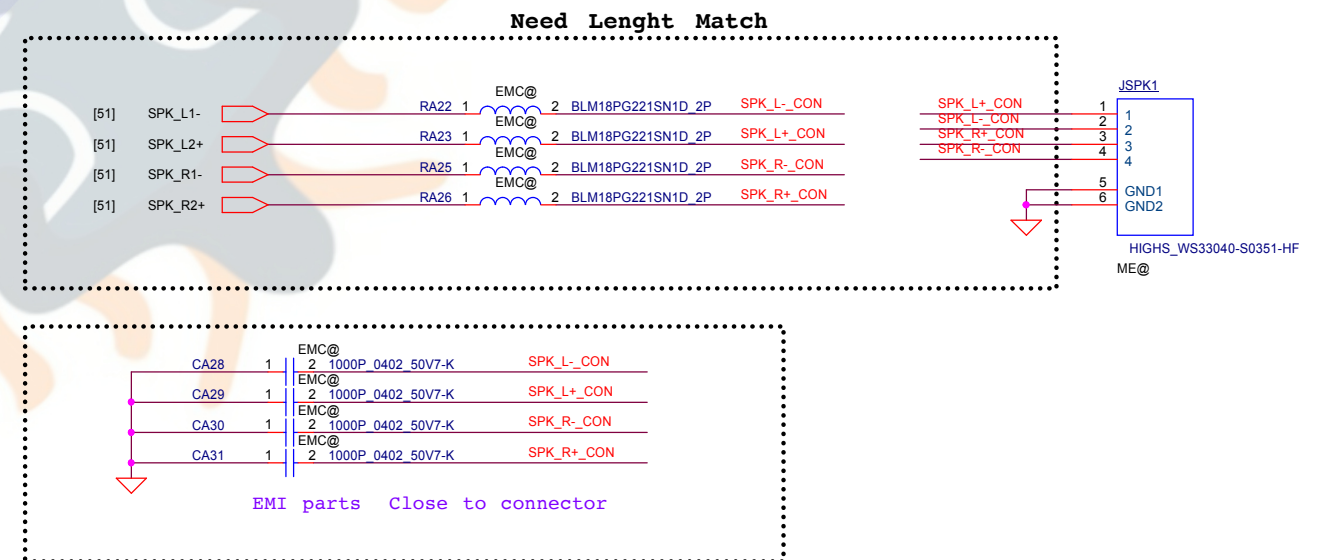 Need Lenght Match
EMC@
[51] SPK_L1- RA22 1 2 BLM18PG221SN1D_2P SPK_L-_CON
EMC@
[51] SPK_L2+ RA23 1 2 BLM18PG221SN1D_2P SPK_L+_CON
EMC@
[51] SPK_R1- RA25 1 2 BLM18PG221SN1D_2P SPK_R-_CON
EMC@
[51] SPK_R2+ RA26 1 2 BLM18PG221SN1D_2P SPK_R+_CON
JSPK1
SPK_L+_CON 1 1
SPK_L-_CON 2 2
SPK_R+_CON 3 3
SPK_R-_CON 4 4
5 GND1
6 GND2
HIGHS_WS33040-S0351-HF
ME@
EMC@
CA28 1 2 1000P_0402_50V7-K SPK_L-_CON
EMC@
CA29 1 2 1000P_0402_50V7-K SPK_L+_CON
EMC@
CA30 1 2 1000P_0402_50V7-K SPK_R-_CON
EMC@
CA31 1 2 1000P_0402_50V7-K SPK_R+_CON
EMI parts Close to connector